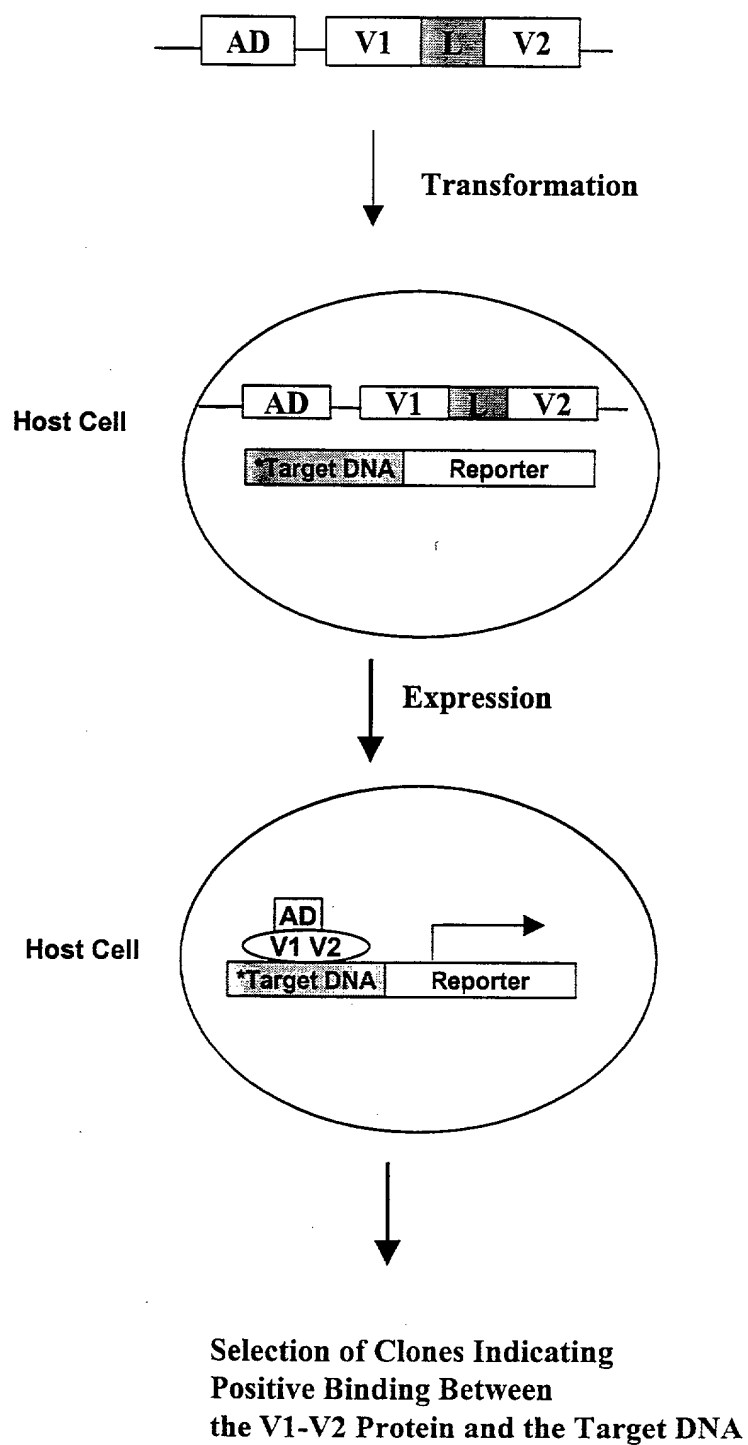 AD V1 L V2
Transformation
Host Cell
AD V1 L V2
*Target DNA Reporter
Expression
Host Cell
AD
V1 V2
*Target DNA Reporter
Selection of Clones Indicating
Positive Binding Between
the V1-V2 Protein and the Target DNA